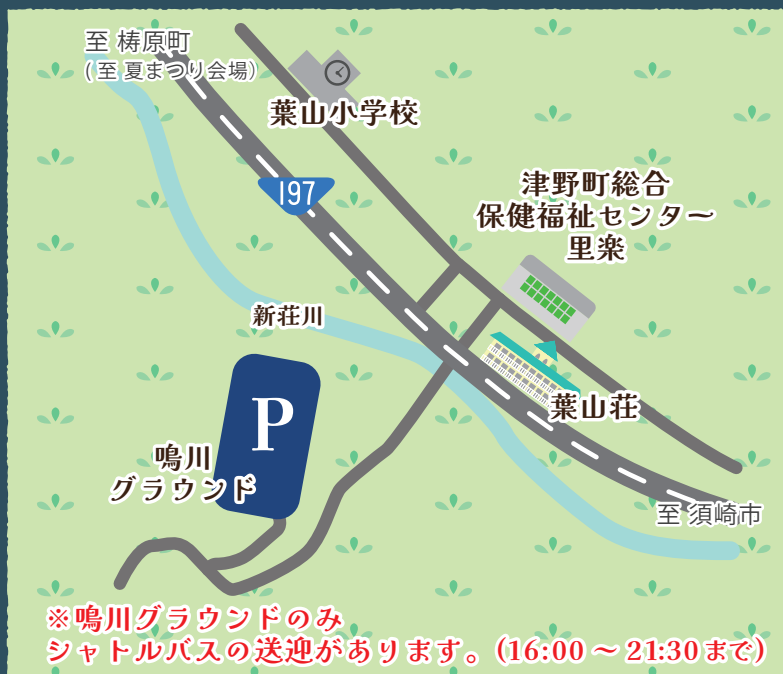 至 梼原町
(至 夏まつり会場)
葉山小学校
197
津野町総合
保健福祉センター
里楽
新荘川
P
葉山荘
鳴川
グラウンド
至 須崎市
※鳴川グラウンドのみ
シャトルバスの送迎があります。(16:00 ～ 21:30まで)